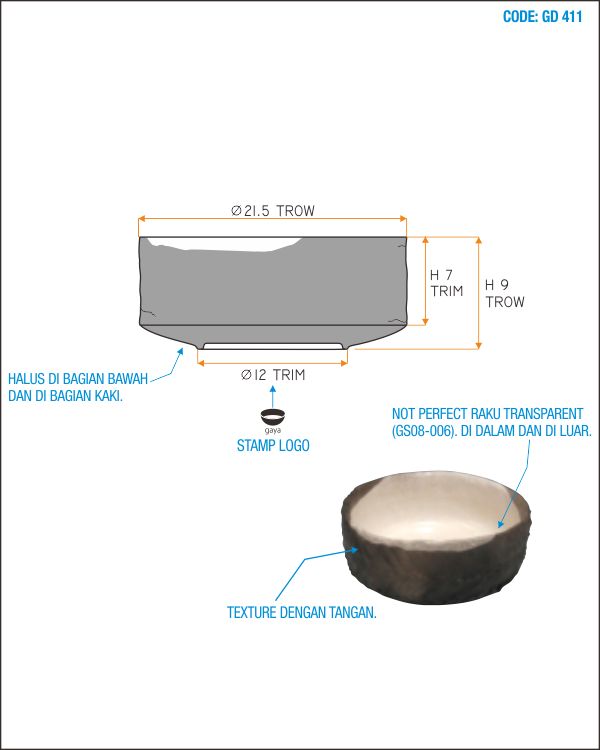 CODE: GD 411
Ø 21.5 TROW
H 7
TRIM
H 9
TROW
HALUS DI BAGIAN BAWAH
DAN DI BAGIAN KAKI.
Ø12 TRIM
gaya
STAMP LOGO
NOT PERFECT RAKU TRANSPARENT
(GS08-006). DI DALAM DAN DI LUAR.
TEXTURE DENGAN TANGAN.